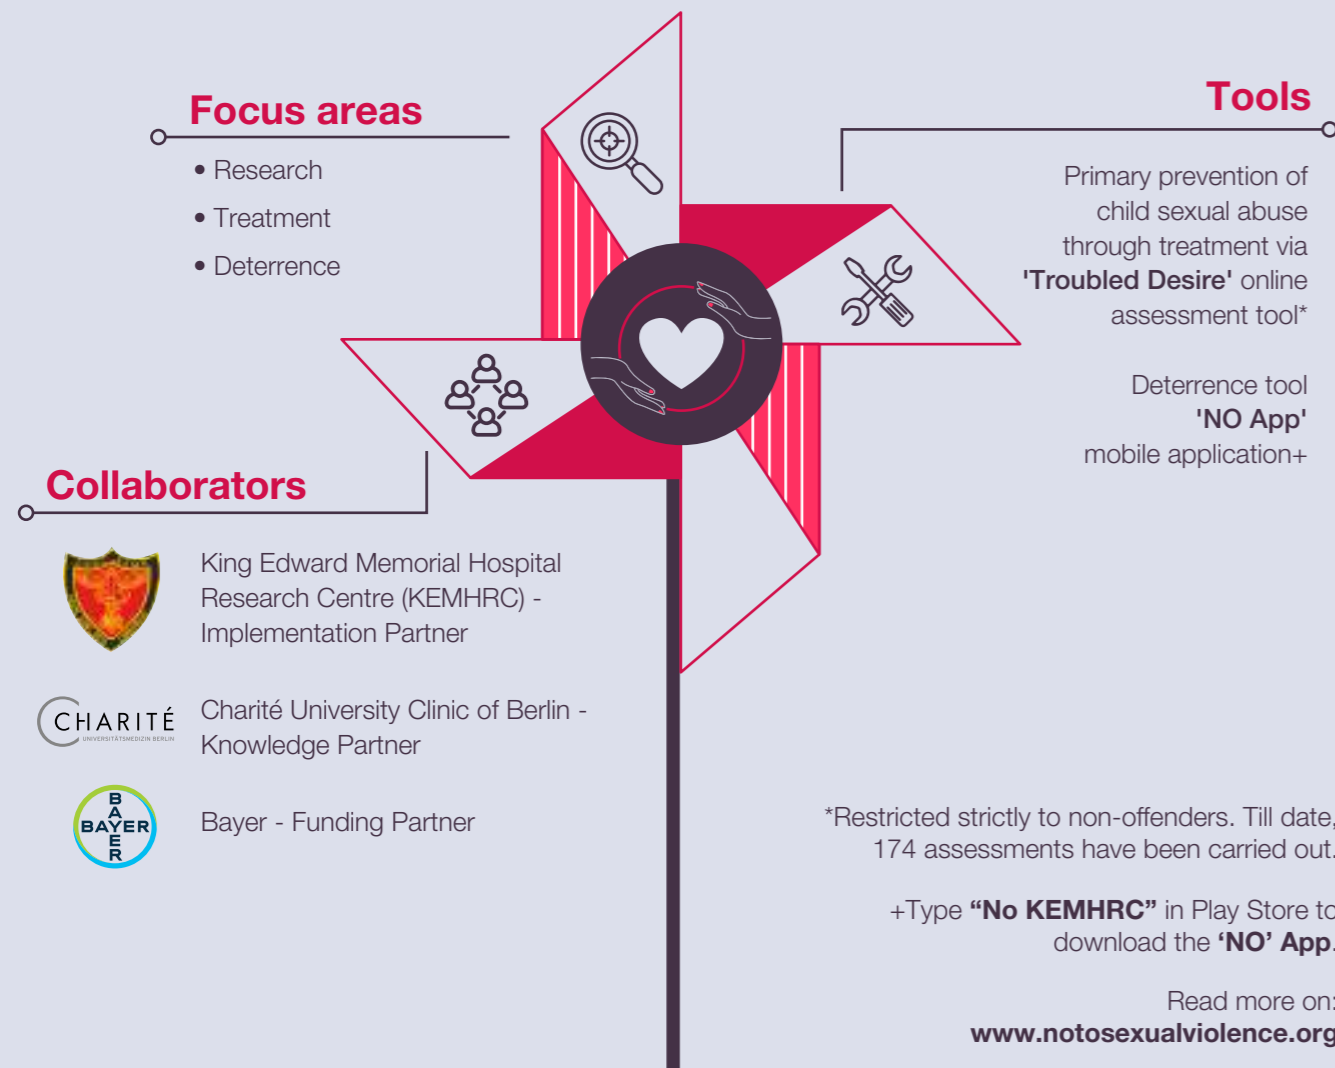 Focus areas
• Research
• Treatment
• Deterrence
Tools
Primary prevention of
child sexual abuse
through treatment via
'Troubled Desire' online
assessment tool*
Deterrence tool
'NO App'
mobile application+
Collaborators
King Edward Memorial Hospital
Research Centre (KEMHRC) -
Implementation Partner
CHARITÉ
UNIVERSITÄTSMEDIZIN BERLIN
Charité University Clinic of Berlin -
Knowledge Partner
BAYER
BAYER
Bayer - Funding Partner
*Restricted strictly to non-offenders. Till date,
174 assessments have been carried out.
+Type “No KEMHRC” in Play Store to
download the ‘NO’ App.
Read more on:
www.notosexualviolence.org